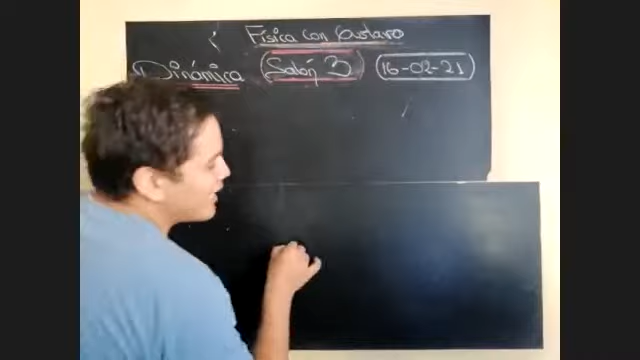 Física con Gustavo
Dinámica (Salón 3) (16-02-21)